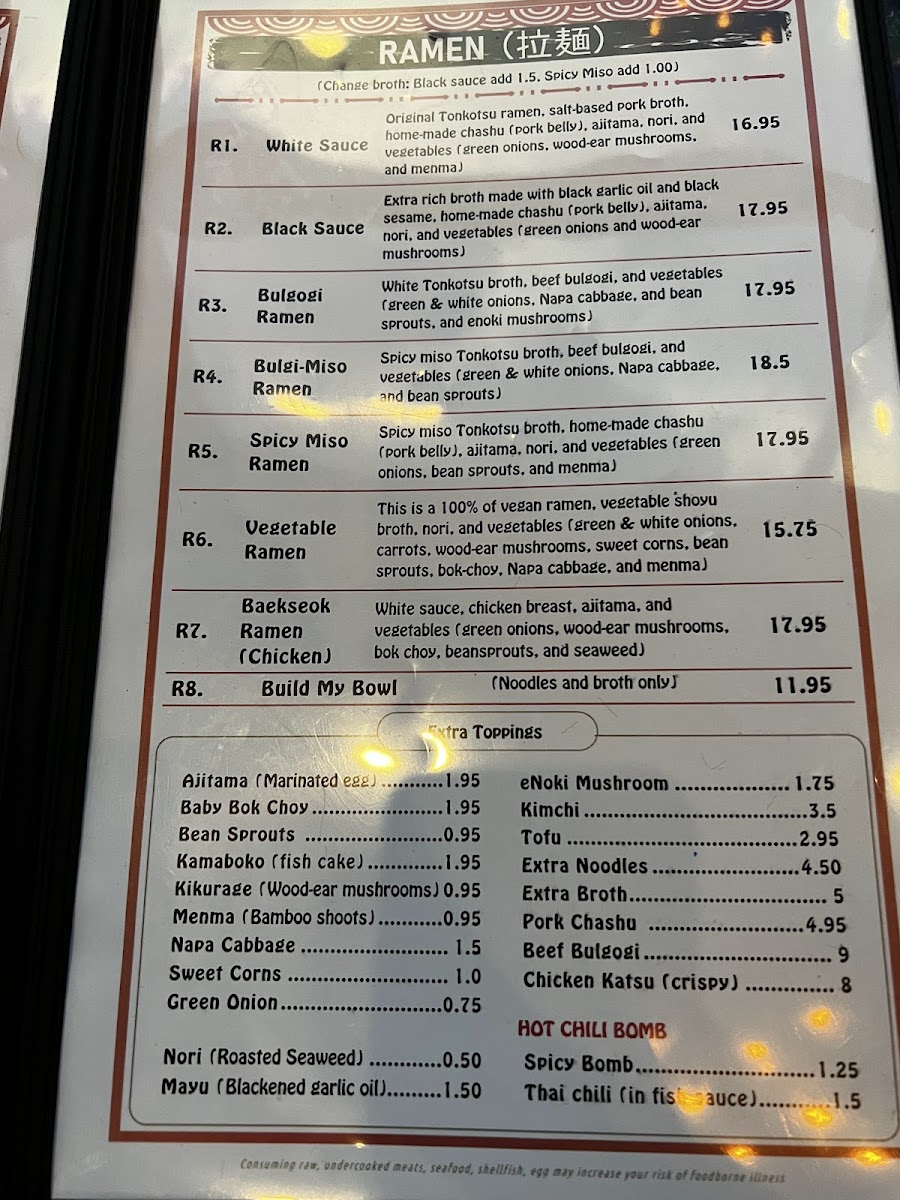 RAMEN (拉麺)
(Change broth: Black sauce add 1.5, Spicy Miso add 1.00)
R1. White Sauce Original Tonkotsu ramen, salt-based pork broth, 16.95
home-made chashu (pork belly), ajitama, nori, and
vegetables (green onions, wood-ear mushrooms,
and menma)
R2. Black Sauce Extra rich broth made with black garlic oil and black 17.95
sesame, home-made chashu (pork belly), ajitama,
nori, and vegetables (green onions and wood-ear
mushrooms)
R3. Bulgogi White Tonkotsu broth, beef bulgogi, and vegetables 17.95
Ramen (green & white onions, Napa cabbage, and bean
sprouts, and enoki mushrooms)
R4. Bulgi-Miso Spicy miso Tonkotsu broth, beef bulgogi, and 18.5
Ramen vegetables (green & white onions, Napa cabbage,
and bean sprouts)
R5. Spicy Miso Spicy miso Tonkotsu broth, home-made chashu 17.95
Ramen (pork belly), ajitama, nori, and vegetables (green
onions, bean sprouts, and menma)
R6. Vegetable This is a 100% of vegan ramen, vegetable shoyu 15.75
Ramen broth, nori, and vegetables (green & white onions,
carrots, wood-ear mushrooms, sweet corns, bean
sprouts, bok-choy, Napa cabbage, and menma)
R7. Baekseok White sauce, chicken breast, ajitama, and 17.95
Ramen vegetables (green onions, wood-ear mushrooms,
(Chicken) bok choy, beansprouts, and seaweed)
R8. Build My Bowl (Noodles and broth only) 11.95
Extra Toppings
Ajitama (Marinated egg)...........1.95
Baby Bok Choy.......................1.95
Bean Sprouts ........................0.95
Kamaboko (fish cake).............1.95
Kikurage (Wood-ear mushrooms) 0.95
Menma (Bamboo shoots)...........0.95
Napa Cabbage .......................... 1.5
Sweet Corns ............................ 1.0
Green Onion............................0.75
Nori (Roasted Seaweed) ............0.50
Mayu (Blackened garlic oil).........1.50
eNoki Mushroom .................... 1.75
Kimchi .......................................3.5
Tofu ........................................2.95
Extra Noodles .........................4.50
Extra Broth.................................. 5
Pork Chashu ...........................4.95
Beef Bulgogi................................ 9
Chicken Katsu (crispy) ............... 8
HOT CHILI BOMB
Spicy Bomb..............................1.25
Thai chili (in fish sauce)............1.5
Consuming raw, undercooked meats, seafood, shellfish, egg may increase your risk of foodborne illness